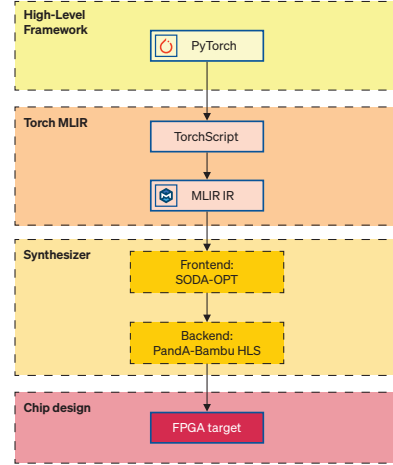 High-Level
Framework
PyTorch
Torch MLIR
TorchScript
MLIR IR
Synthesizer
Frontend:
SODA-OPT
Backend:
PandA-Bambu HLS
Chip design
FPGA target